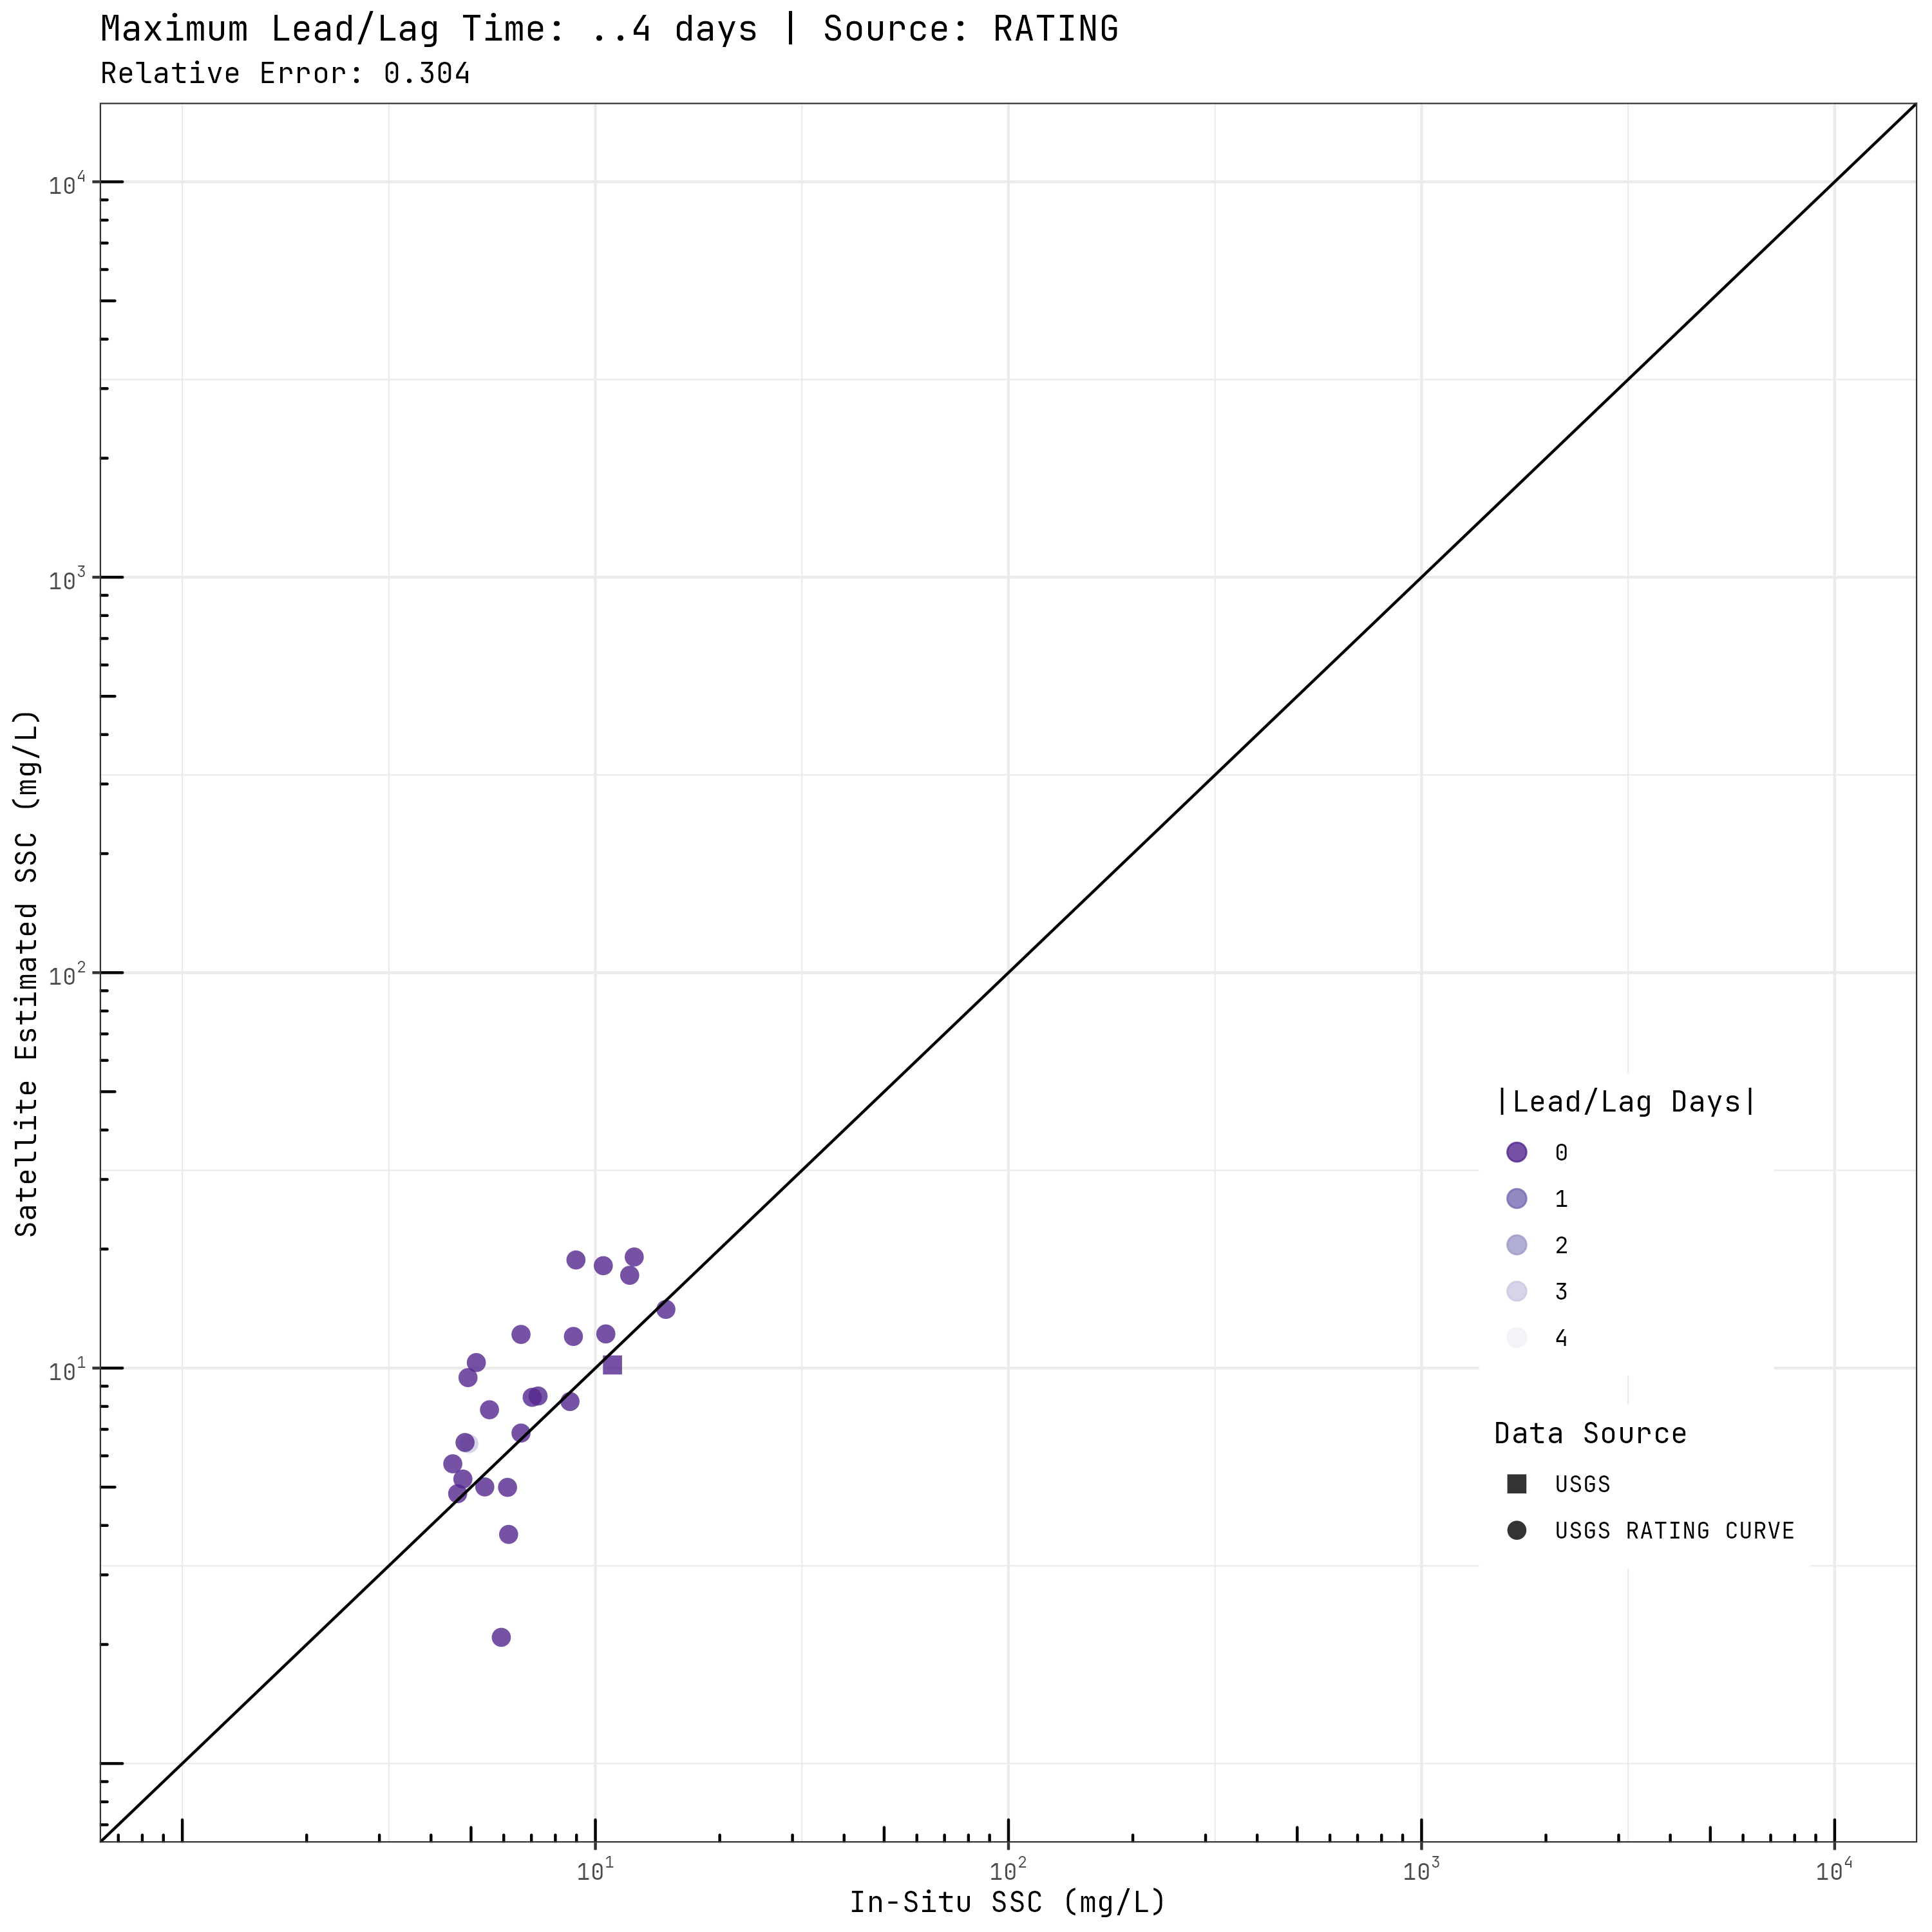 Maximum Lead/Lag Time: ..4 days | Source: RATING
Relative Error: 0.304
10⁴
10³
10²
10¹
Satellite Estimated SSC (mg/L)
|Lead/Lag Days|
0
1
2
3
4
Data Source
USGS
USGS RATING CURVE
10¹ 10² 10³ 10⁴
In-Situ SSC (mg/L)